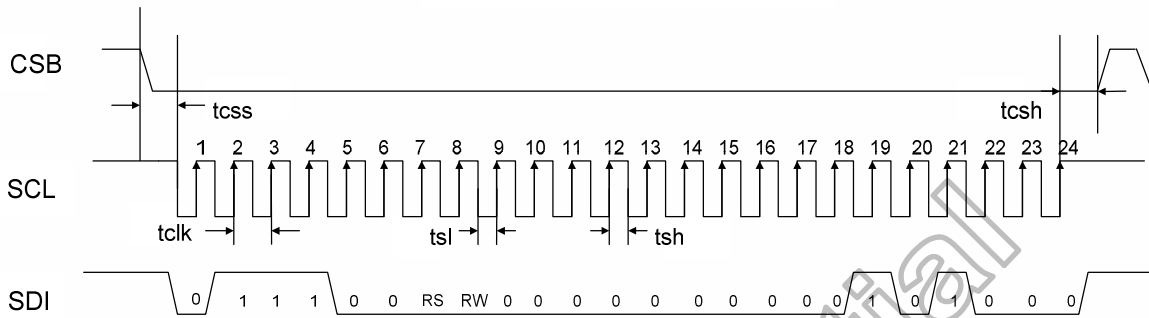 CSB
tcss
tcsh
1 2 3 4 5 6 7 8 9 10 11 12 13 14 15 16 17 18 19 20 21 22 23 24
SCL
tclk
tsl
tsh
SDI
0 1 1 1 0 0 RS RW 0 0 0 0 0 0 0 0 0 0 1 0 1 0 0 0